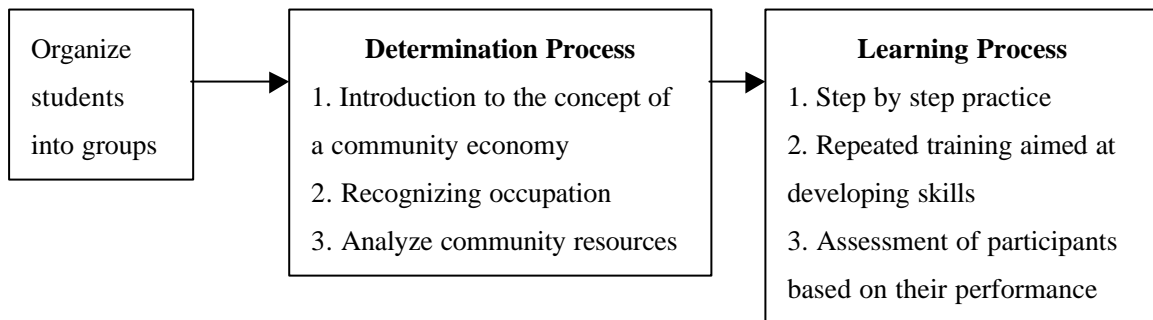 Organize
students
into groups
Determination Process
1. Introduction to the concept of
a community economy
2. Recognizing occupation
3. Analyze community resources
Learning Process
1. Step by step practice
2. Repeated training aimed at
developing skills
3. Assessment of participants
based on their performance